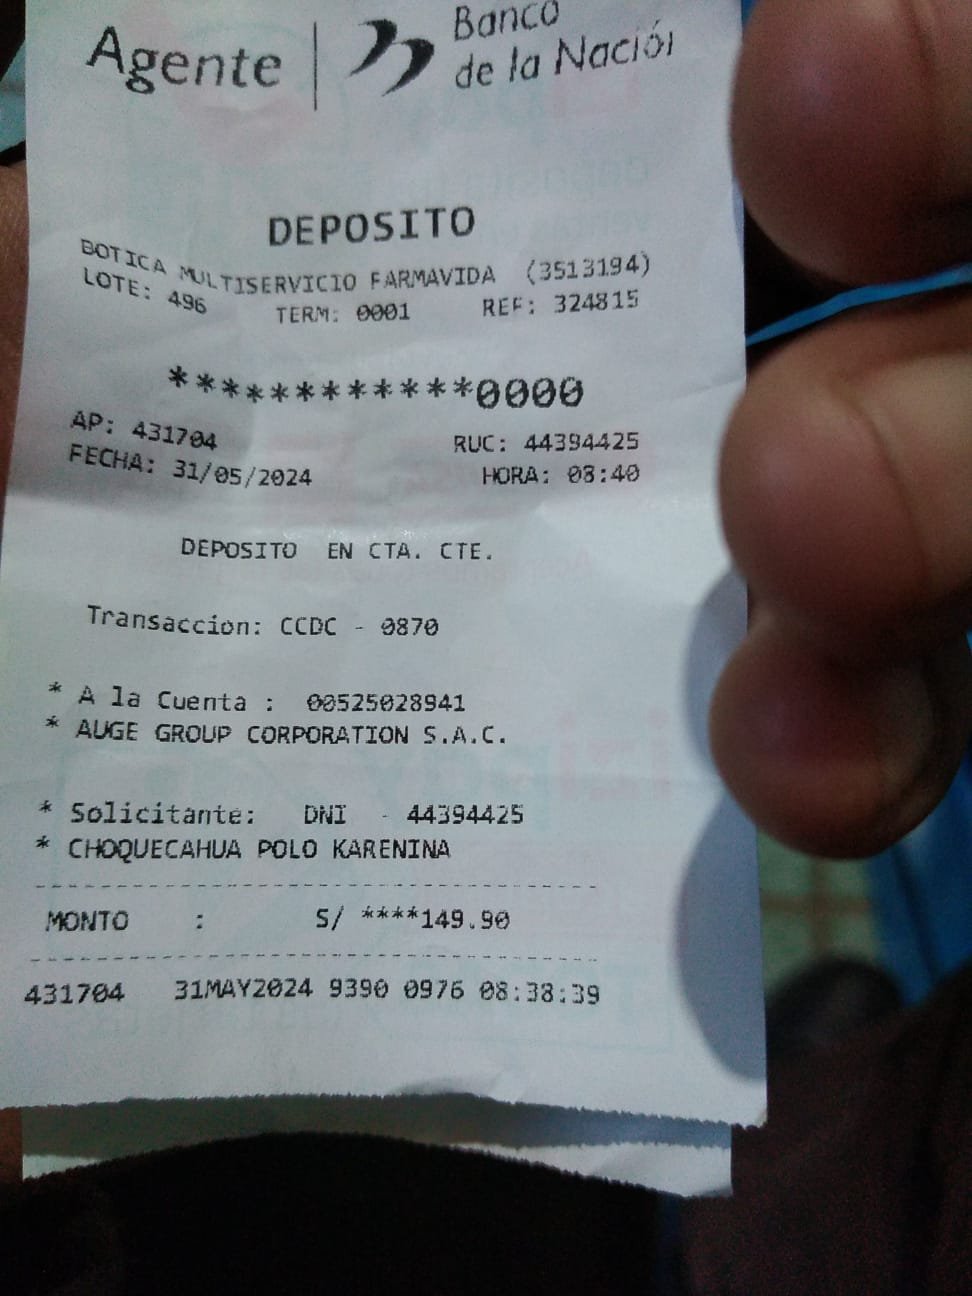 Agente
Banco
de la Nación
DEPOSITO
BOTICA MULTISERVICIO FARMAVIDA (3513194)
LOTE: 496 TERM: 0001 REF: 324815
************0000
AP: 431704 RUC: 44394425
FECHA: 31/05/2024 HORA: 08:40
DEPOSITO EN CTA. CTE.
Transaccion: CCDC - 0870
* A la Cuenta : 00525028941
* AUGE GROUP CORPORATION S.A.C.
* Solicitante: DNI - 44394425
* CHOQUECAHUA POLO KARENINA
MONTO : S/ ****149.90
431704 31MAY2024 9390 0976 08:38:39